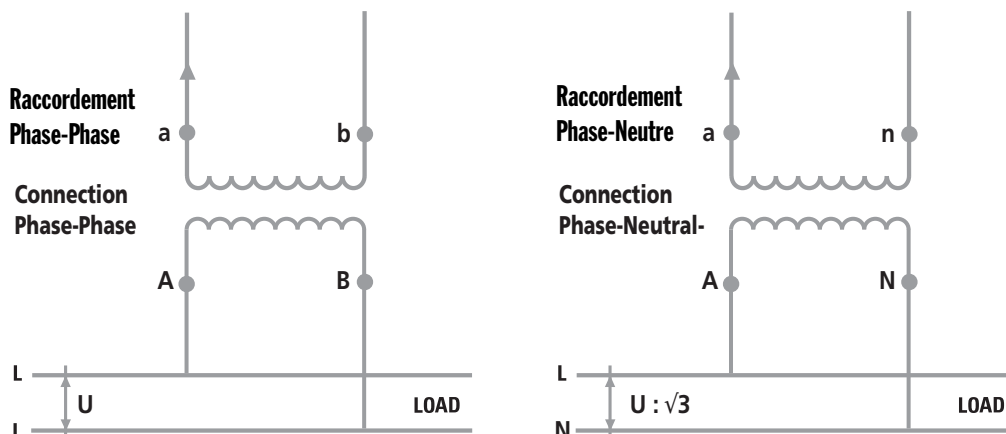 Raccordement
Phase-Phase
a
b
Connection
Phase-Phase
A
B
L
U
LOAD
L
Raccordement
Phase-Neutre
a
n
Connection
Phase-Neutral-
A
N
L
U : √3
LOAD
N